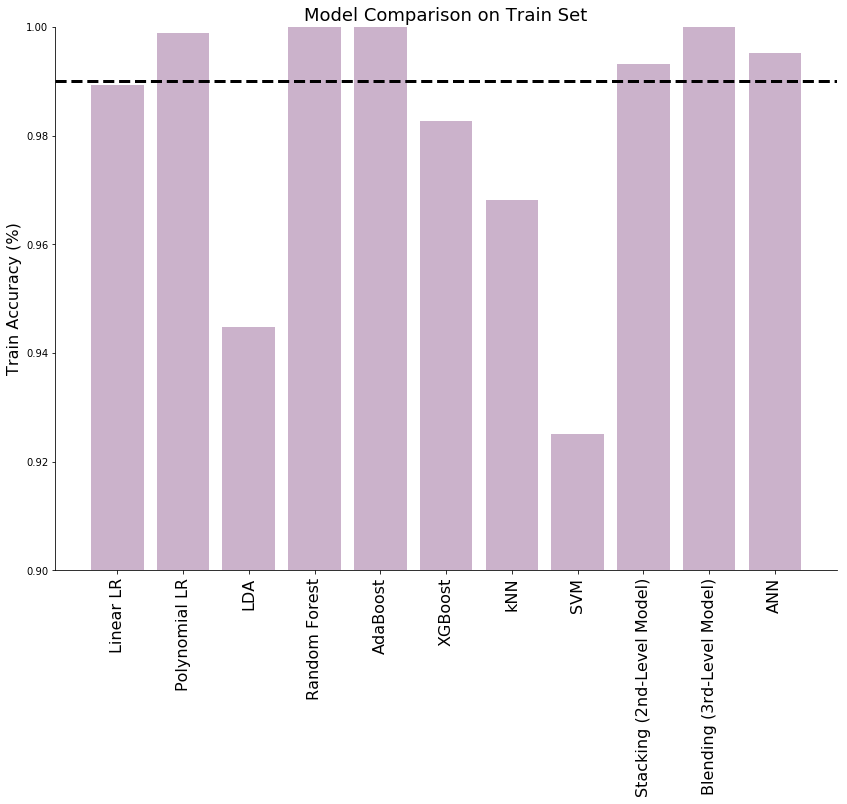 Model Comparison on Train Set
Train Accuracy (%)
1.00
0.98
0.96
0.94
0.92
0.90
Linear LR
Polynomial LR
LDA
Random Forest
AdaBoost
XGBoost
kNN
SVM
Stacking (2nd-Level Model)
Blending (3rd-Level Model)
ANN